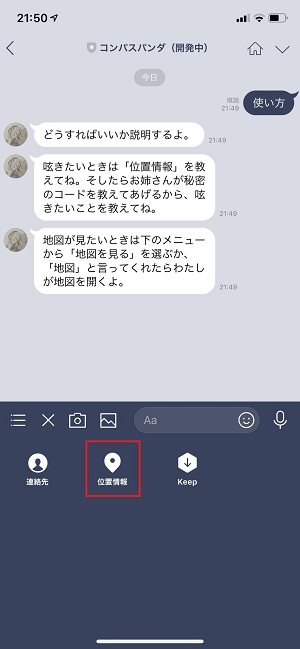 21:50
コンパスパンダ（開発中）
今日
既読
21:49
使い方
どうすればいいか説明するよ。
21:49
呟きたいときは「位置情報」を教
えてね。そしたらお姉さんが秘密
のコードを教えてあげるから、呟
きたいことを教えてね。
21:49
地図が見たいときは下のメニュー
から「地図を見る」を選ぶか、
「地図」と言ってくれたらわたし
が地図を開くよ。
21:49
Aa
連絡先
位置情報
Keep